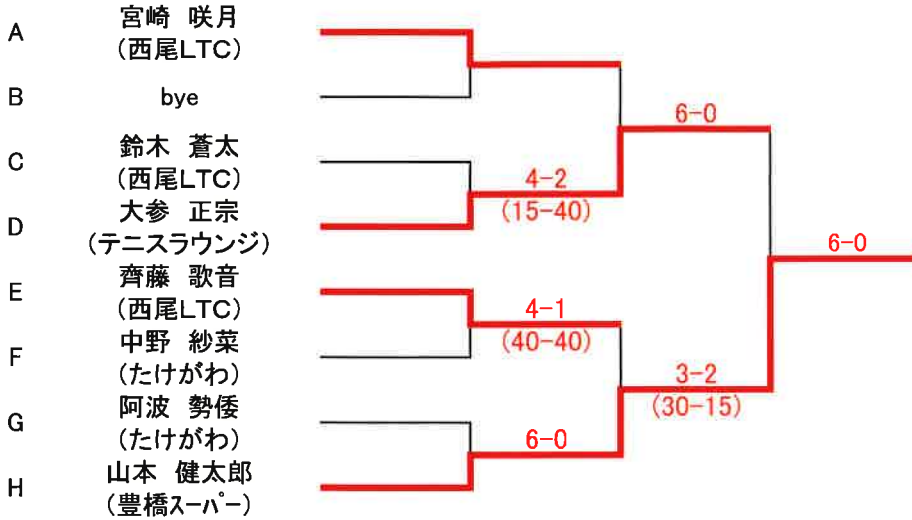 A 宮崎 咲月
(西尾LTC)
B bye
6-0
C 鈴木 蒼太
(西尾LTC)
4-2
(15-40)
D 大参 正宗
(テニスラウンジ)
6-0
E 齊藤 歌音
(西尾LTC)
4-1
(40-40)
F 中野 紗菜
(たけがわ)
3-2
(30-15)
G 阿波 勢倭
(たけがわ)
6-0
H 山本 健太郎
(豊橋スーパー)